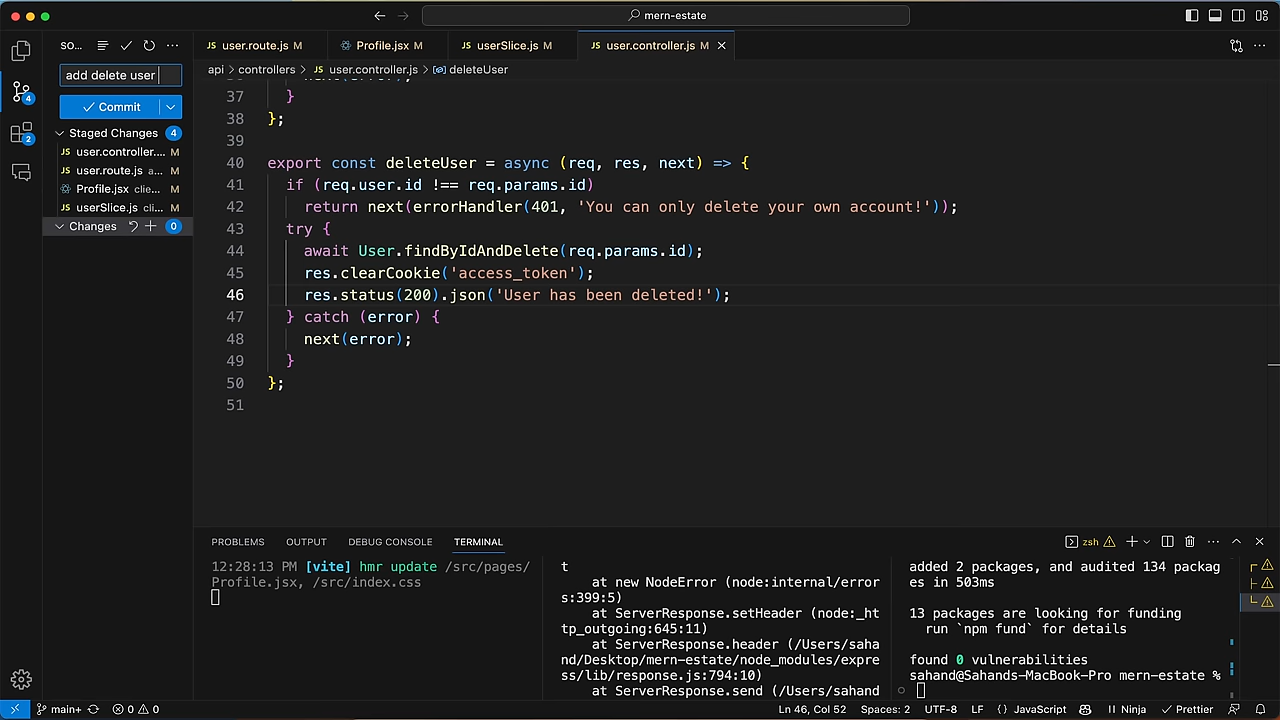 mern-estate
SO...
user.route.js M
Profile.jsx M
userSlice.js M
user.controller.js M
api > controllers > JS user.controller.js > deleteUser
add delete user
Commit
Staged Changes 4
JS user.controller.... M
JS user.route.js a... M
Profile.jsx clie... M
JS userSlice.js cli... M
Changes 0
4
2
37 }
38 };
39
40 export const deleteUser = async (req, res, next) => {
41 if (req.user.id !== req.params.id)
42 return next(errorHandler(401, 'You can only delete your own account!'));
43 try {
44 await User.findByIdAndDelete(req.params.id);
45 res.clearCookie('access_token');
46 res.status(200).json('User has been deleted!');
47 } catch (error) {
48 next(error);
49 }
50 };
51
PROBLEMS OUTPUT DEBUG CONSOLE TERMINAL
zsh
12:28:13 PM [vite] hmr update /src/pages/
Profile.jsx, /src/index.css
t
at new NodeError (node:internal/error
s:399:5)
at ServerResponse.setHeader (node:_ht
tp_outgoing:645:11)
at ServerResponse.header (/Users/saha
nd/Desktop/mern-estate/node_modules/expre
ss/lib/response.js:794:10)
at ServerResponse.send (/Users/sahand
added 2 packages, and audited 134 packag
es in 503ms
13 packages are looking for funding
run `npm fund` for details
found 0 vulnerabilities
sahand@Sahands-MacBook-Pro mern-estate %
main+ 0 0 Ln 46, Col 52 Spaces: 2 UTF-8 LF {} JavaScript Ninja Prettier